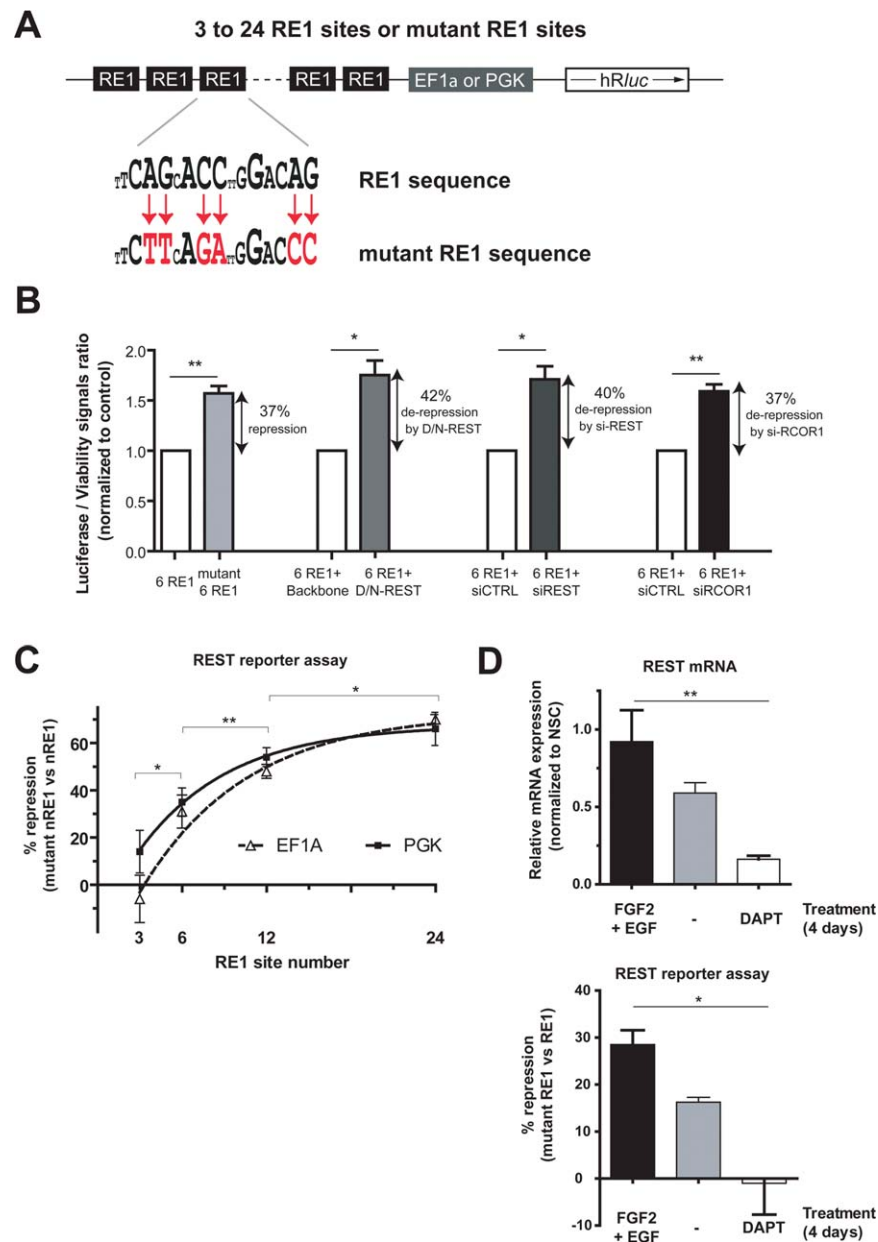 A
3 to 24 RE1 sites or mutant RE1 sites
RE1 RE1 RE1 RE1 RE1 EF1a or PGK hRluc
TTCAGCACCTTGGACAG RE1 sequence
TTCTTCAGATTGGACCC mutant RE1 sequence
B
Luciferase / Viability signals ratio
(normalized to control)
2.0
1.5
1.0
0.5
0.0
**
37%
repression
*
42%
de-repression
by D/N-REST
*
40%
de-repression
by si-REST
**
37%
de-repression
by si-RCOR1
6 RE1
mutant
6 RE1
6 RE1+
Backbone
6 RE1+
D/N-REST
6 RE1+
siCTRL
6 RE1+
siREST
6 RE1+
siCTRL
6 RE1+
siRCOR1
C
REST reporter assay
% repression
(mutant nRE1 vs nRE1)
60
40
20
0
*
**
*
EF1A PGK
3 6 12 24
RE1 site number
D
REST mRNA
Relative mRNA expression
(normalized to NSC)
1.0
0.5
0.0
**
FGF2
+ EGF
-
DAPT
Treatment
(4 days)
REST reporter assay
% repression
(mutant RE1 vs RE1)
40
30
20
10
0
-10
*
FGF2
+ EGF
-
DAPT
Treatment
(4 days)